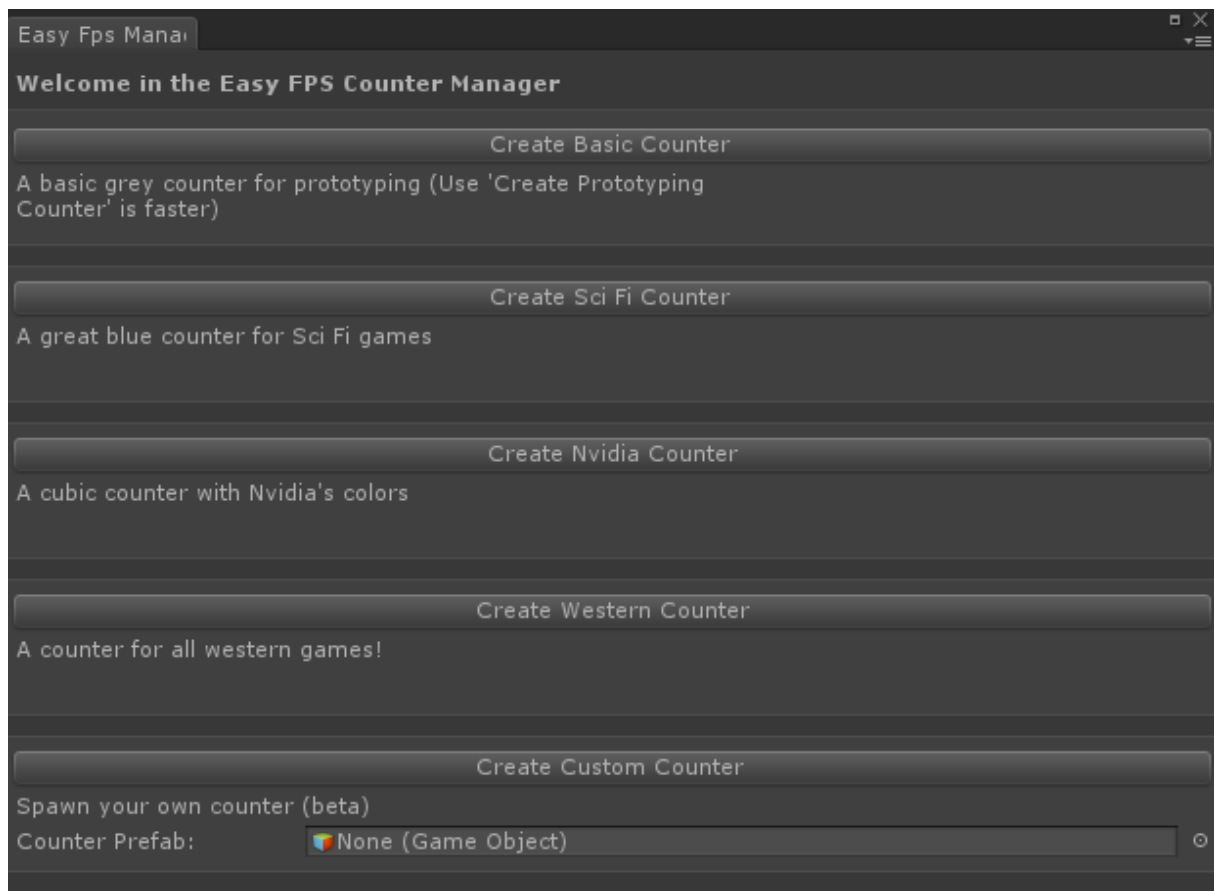 Easy Fps Mana
Welcome in the Easy FPS Counter Manager
Create Basic Counter
A basic grey counter for prototyping (Use 'Create Prototyping
Counter' is faster)
Create Sci Fi Counter
A great blue counter for Sci Fi games
Create Nvidia Counter
A cubic counter with Nvidia's colors
Create Western Counter
A counter for all western games!
Create Custom Counter
Spawn your own counter (beta)
Counter Prefab: None (Game Object)